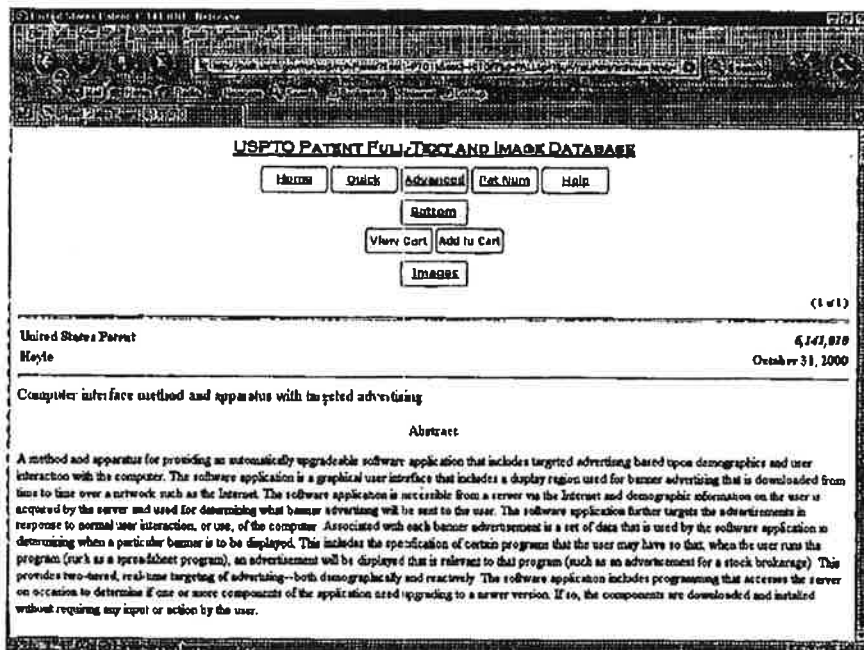 USPTO PATENT FULL-TEXT AND IMAGE DATABASE
Home Quick Advanced Pat Num Help
Bottom
View Cart Add to Cart
Images
(1 of 1)
United States Patent
Hoyle
October 31, 2000
Computer interface method and apparatus with targeted advertising
Abstract
A method and apparatus for providing an automatically upgradeable software application that includes targeted advertising based upon demographics and user
interaction with the computer. The software application is a graphical user interface that includes a display region used for banner advertising that is downloaded from
time to time over a network such as the Internet. The software application is accessible from a server via the Internet and demographic information on the user is
acquired by the server and used for determining what banner advertising will be sent to the user. The software application further targets the advertisements in
response to normal user interaction, or use, of the computer. Associated with each banner advertisement is a set of data that is used by the software application in
determining when a particular banner is to be displayed. This includes the specification of certain programs that the user may have so that, when the user runs the
program (such as a spreadsheet program), an advertisement will be displayed that is relevant to that program (such as an advertisement for a stock brokerage). This
provides two-tiered, real-time targeting of advertising--both demographically and reactively. The software application includes programming that accesses the server
on occasion to determine if one or more components of the application need upgrading to a newer version. If so, the components are downloaded and installed
without requiring any input or action by the user.